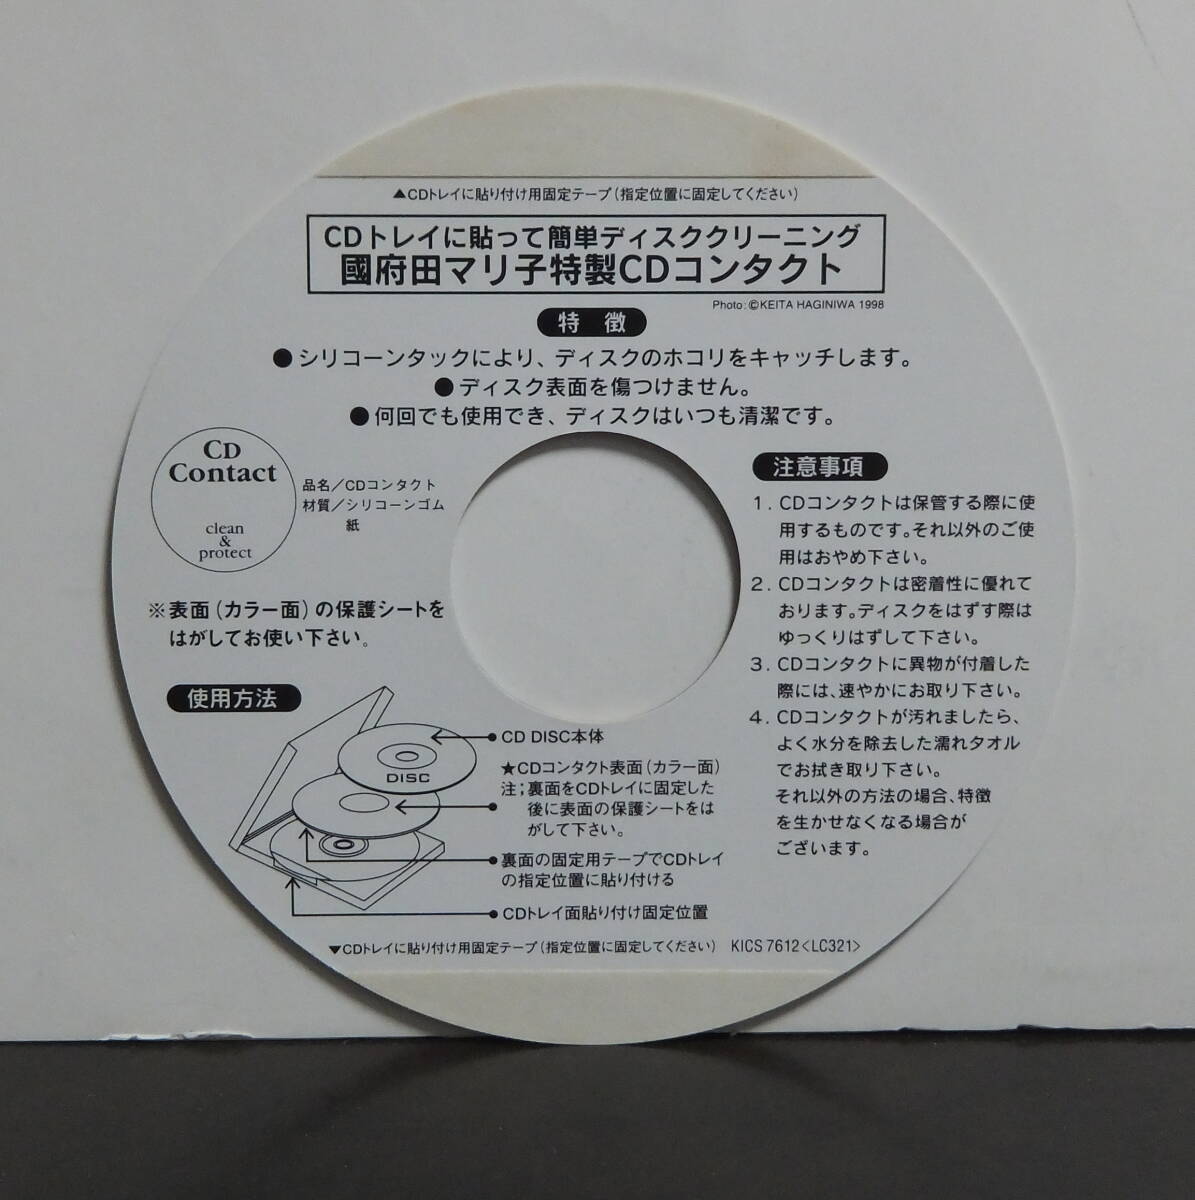 ▲CDトレイに貼り付け用固定テープ(指定位置に固定してください)
CDトレイに貼って簡単ディスククリーニング
國府田マリ子特製CDコンタクト
Photo:©KEITA HAGINIWA 1998
特 徴
●シリコーンタックにより、ディスクのホコリをキャッチします。
●ディスク表面を傷つけません。
●何回でも使用でき、ディスクはいつも清潔です。
CD
Contact
clean
&
protect
品名/CDコンタクト
材質/シリコーンゴム
紙
※表面(カラー面)の保護シートを
はがしてお使い下さい。
使用方法
DISC
CD DISC本体
★CDコンタクト表面(カラー面)
注;裏面をCDトレイに固定した
後に表面の保護シートをは
がして下さい。
裏面の固定用テープでCDトレイ
の指定位置に貼り付ける
CDトレイ面貼り付け固定位置
注意事項
1. CDコンタクトは保管する際に使
用するものです。それ以外のご使
用はおやめ下さい。
2. CDコンタクトは密着性に優れて
おります。ディスクをはずす際は
ゆっくりはずして下さい。
3. CDコンタクトに異物が付着した
際には、速やかにお取り下さい。
4. CDコンタクトが汚れましたら、
よく水分を除去した濡れタオル
でお拭き取り下さい。
それ以外の方法の場合、特徴
を生かせなくなる場合が
ございます。
▼CDトレイに貼り付け用固定テープ(指定位置に固定してください) KICS 7612<LC321>